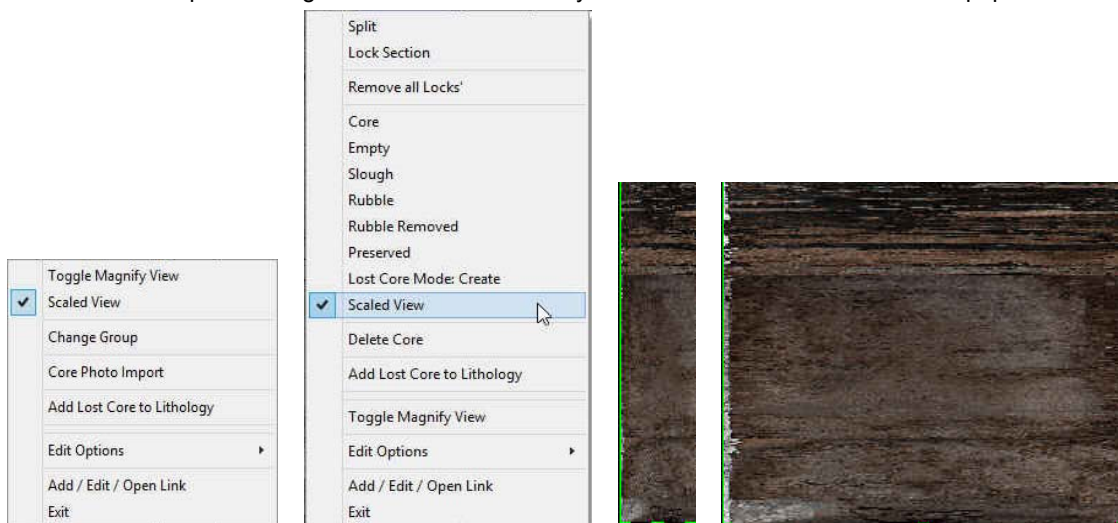 Toggle Magnify View
Scaled View
Change Group
Core Photo Import
Add Lost Core to Lithology
Edit Options
Add / Edit / Open Link
Exit
Split
Lock Section
Remove all Locks'
Core
Empty
Slough
Rubble
Rubble Removed
Preserved
Lost Core Mode: Create
Scaled View
Delete Core
Add Lost Core to Lithology
Toggle Magnify View
Edit Options
Add / Edit / Open Link
Exit